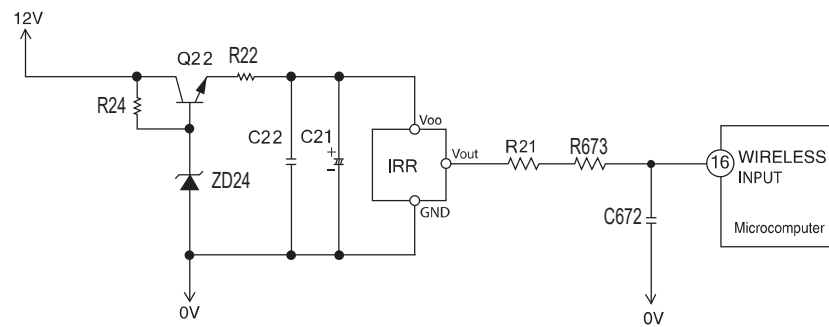 12V
Q22
R22
R24
C22
C21
+
-
ZD24
0V
Voo
IRR
Vout
GND
R21
R673
C672
0V
16
WIRELESS
INPUT
Microcomputer